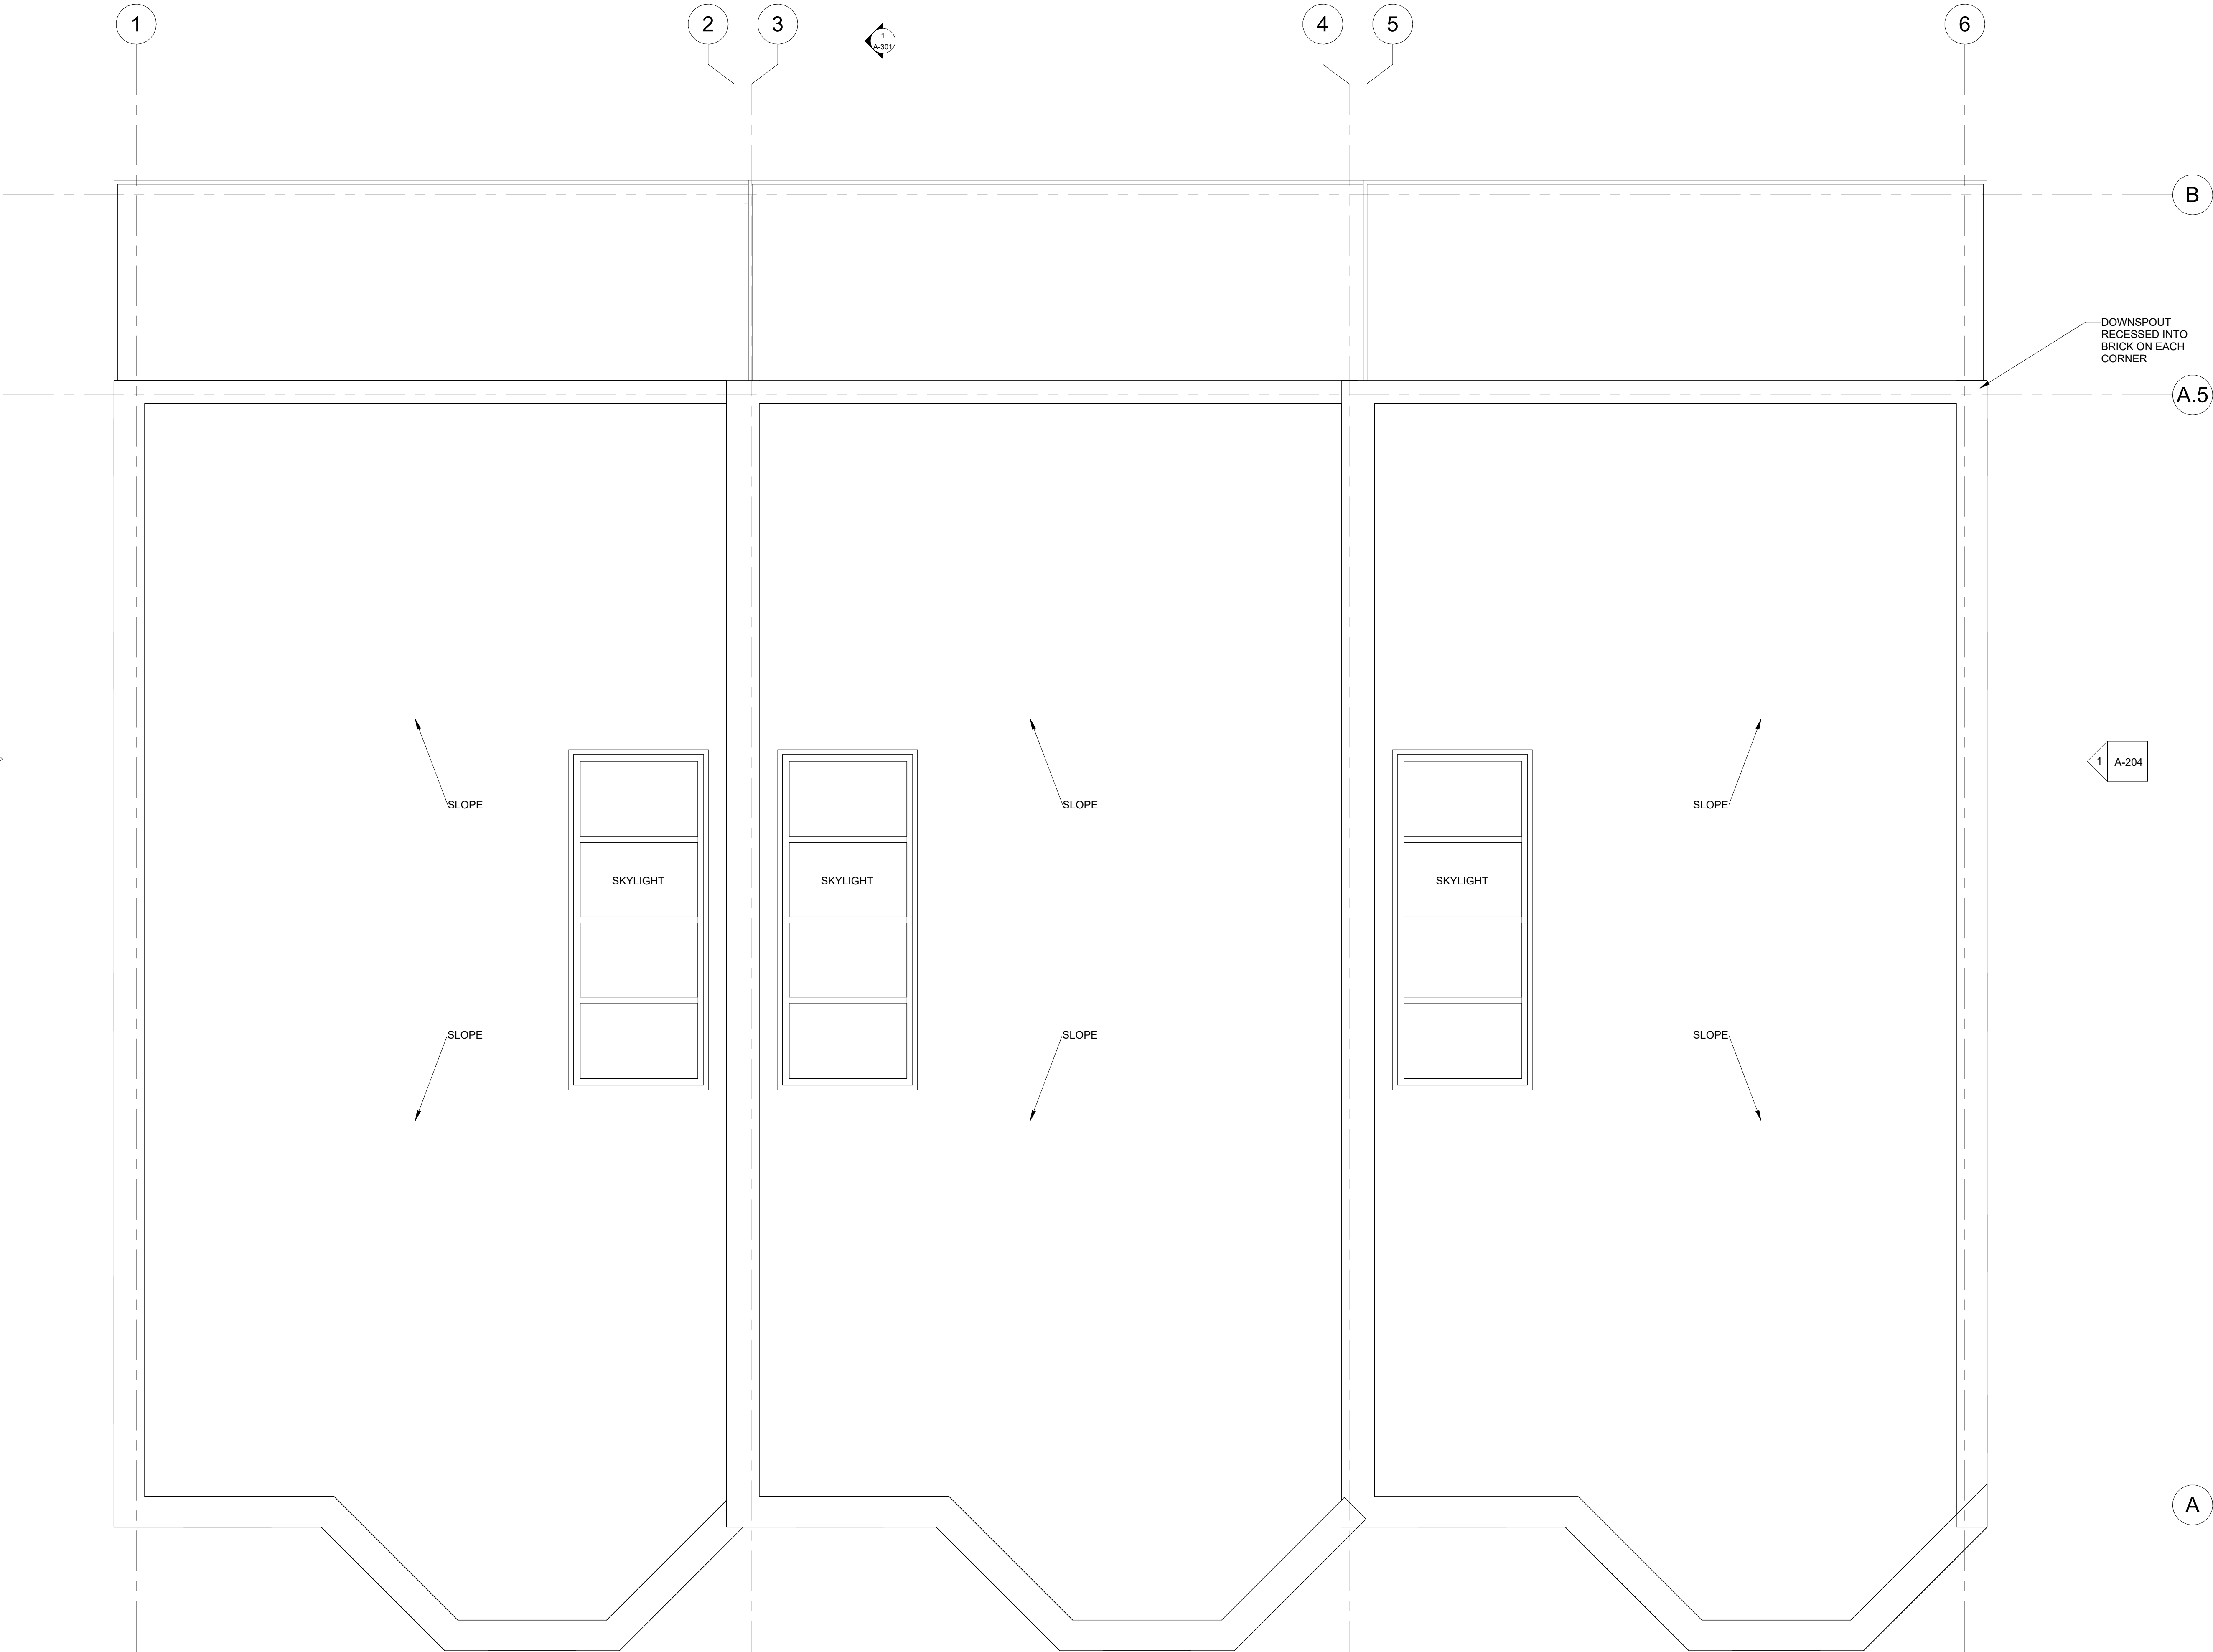 1
2
3
4
5
6
1
A-301
B
DOWNSPOUT
RECESSED INTO
BRICK ON EACH
CORNER
A.5
1
A-204
SLOPE
SLOPE
SLOPE
SKYLIGHT
SKYLIGHT
SKYLIGHT
SLOPE
SLOPE
SLOPE
A